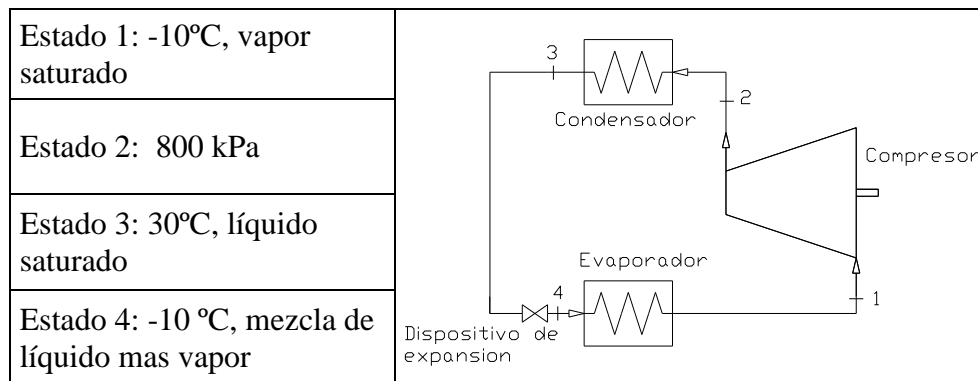 Estado 1: -10ºC, vapor
saturado
Estado 2:  800 kPa
Estado 3: 30ºC, líquido
saturado
Estado 4: -10 ºC, mezcla de
líquido mas vapor
3
2
Condensador
Compresor
Evaporador
4
1
Dispositivo de
expansion